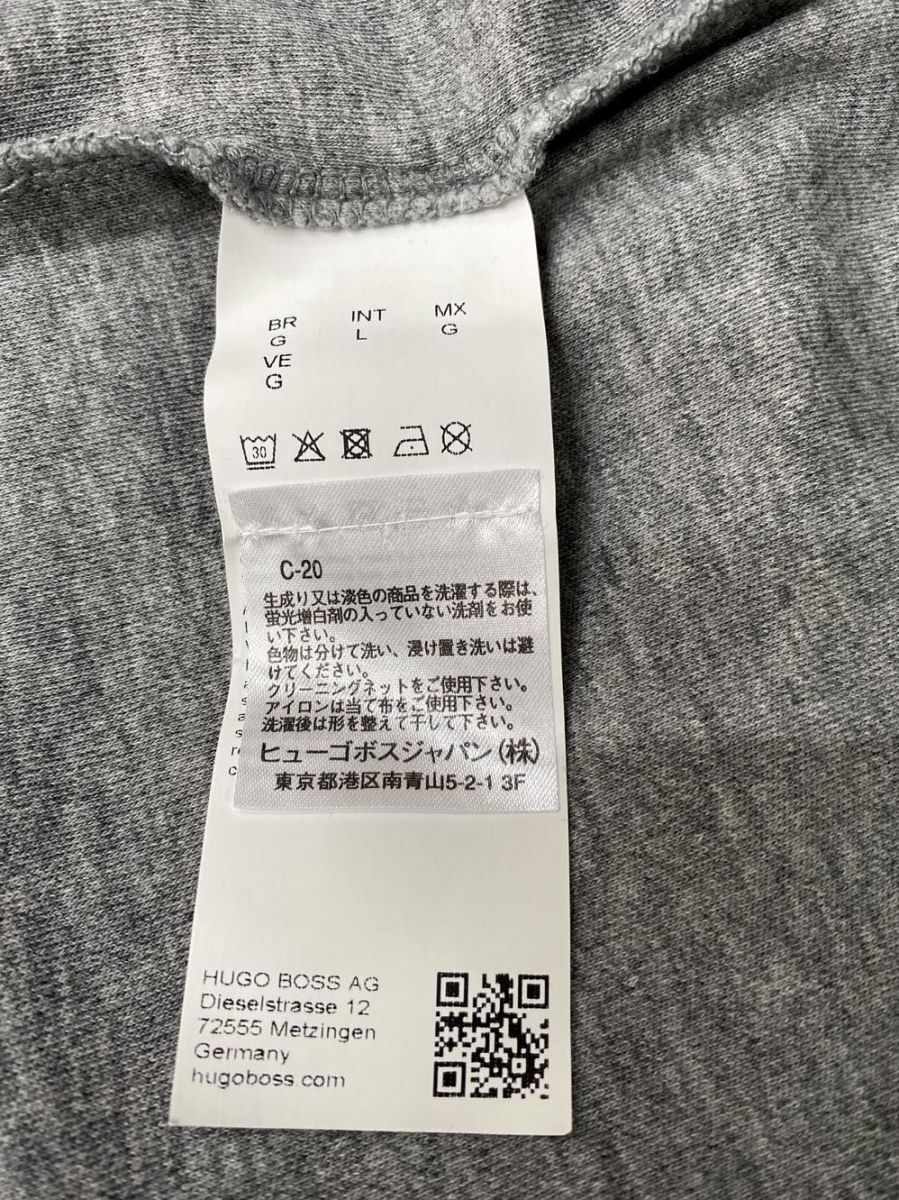 BR INT MX
G L G
VE
G
30
C-20
生成り又は淡色の商品を洗濯する際は、
蛍光増白剤の入っていない洗剤をお使
い下さい。
色物は分けて洗い、浸け置き洗いは避
けてください。
クリーニングネットをご使用下さい。
アイロンは当て布をご使用下さい。
洗濯後は形を整えて干して下さい。
ヒューゴボスジャパン(株)
東京都港区南青山5-2-1 3F
HUGO BOSS AG
Dieselstrasse 12
72555 Metzingen
Germany
hugoboss.com